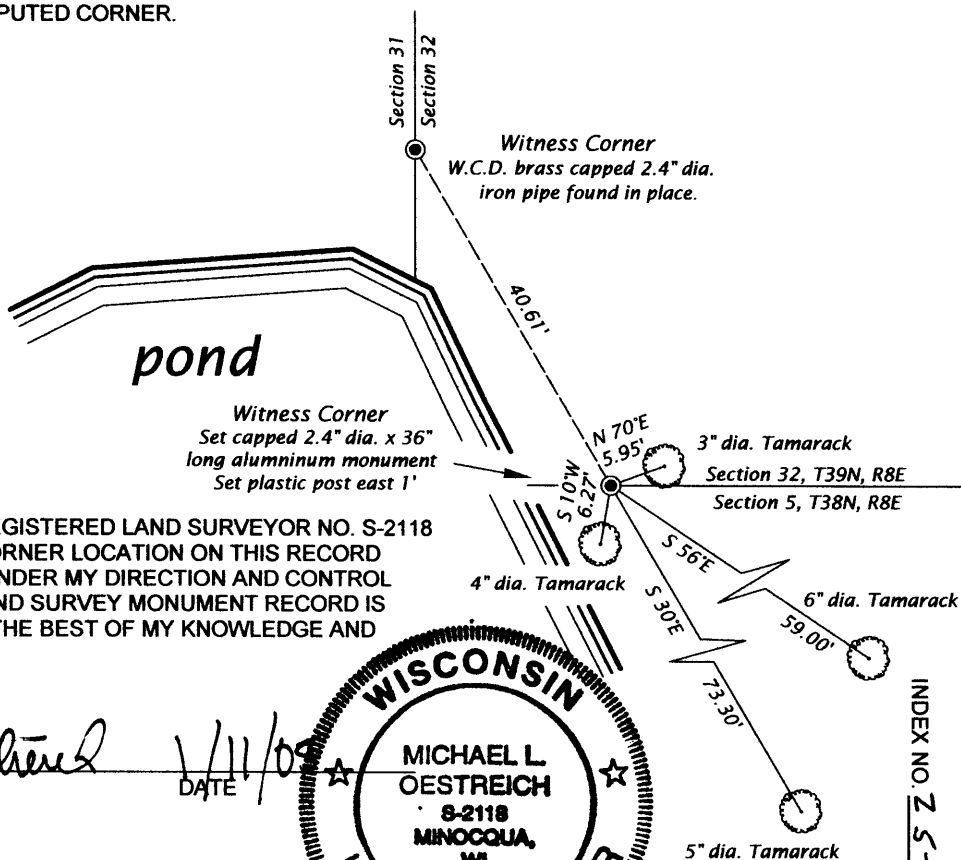 PUTED CORNER.
Section 31
Section 32
Witness Corner
W.C.D. brass capped 2.4" dia.
iron pipe found in place.
40.61'
pond
Witness Corner
Set capped 2.4" dia. x 36"
long alumninum monument
Set plastic post east 1'
N 70°E
5.95'
3" dia. Tamarack
Section 32, T39N, R8E
Section 5, T38N, R8E
S 10°W
6.27'
4" dia. Tamarack
S 56°E
59.00'
6" dia. Tamarack
S 30°E
73.30'
5" dia. Tamarack
EGISTERED LAND SURVEYOR NO. S-2118
ORNER LOCATION ON THIS RECORD
NDER MY DIRECTION AND CONTROL
ND SURVEY MONUMENT RECORD IS
THE BEST OF MY KNOWLEDGE AND
DATE
WISCONSIN
MICHAEL L.
OESTREICH
S-2118
MINOCQUA,
WI
INDEX NO. Z 5-